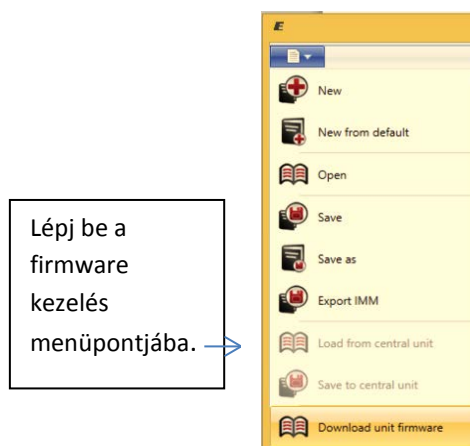 E
New
New from default
Open
Save
Save as
Export IMM
Load from central unit
Save to central unit
Download unit firmware
Lépj be a
firmware
kezelés
menüpontjába.